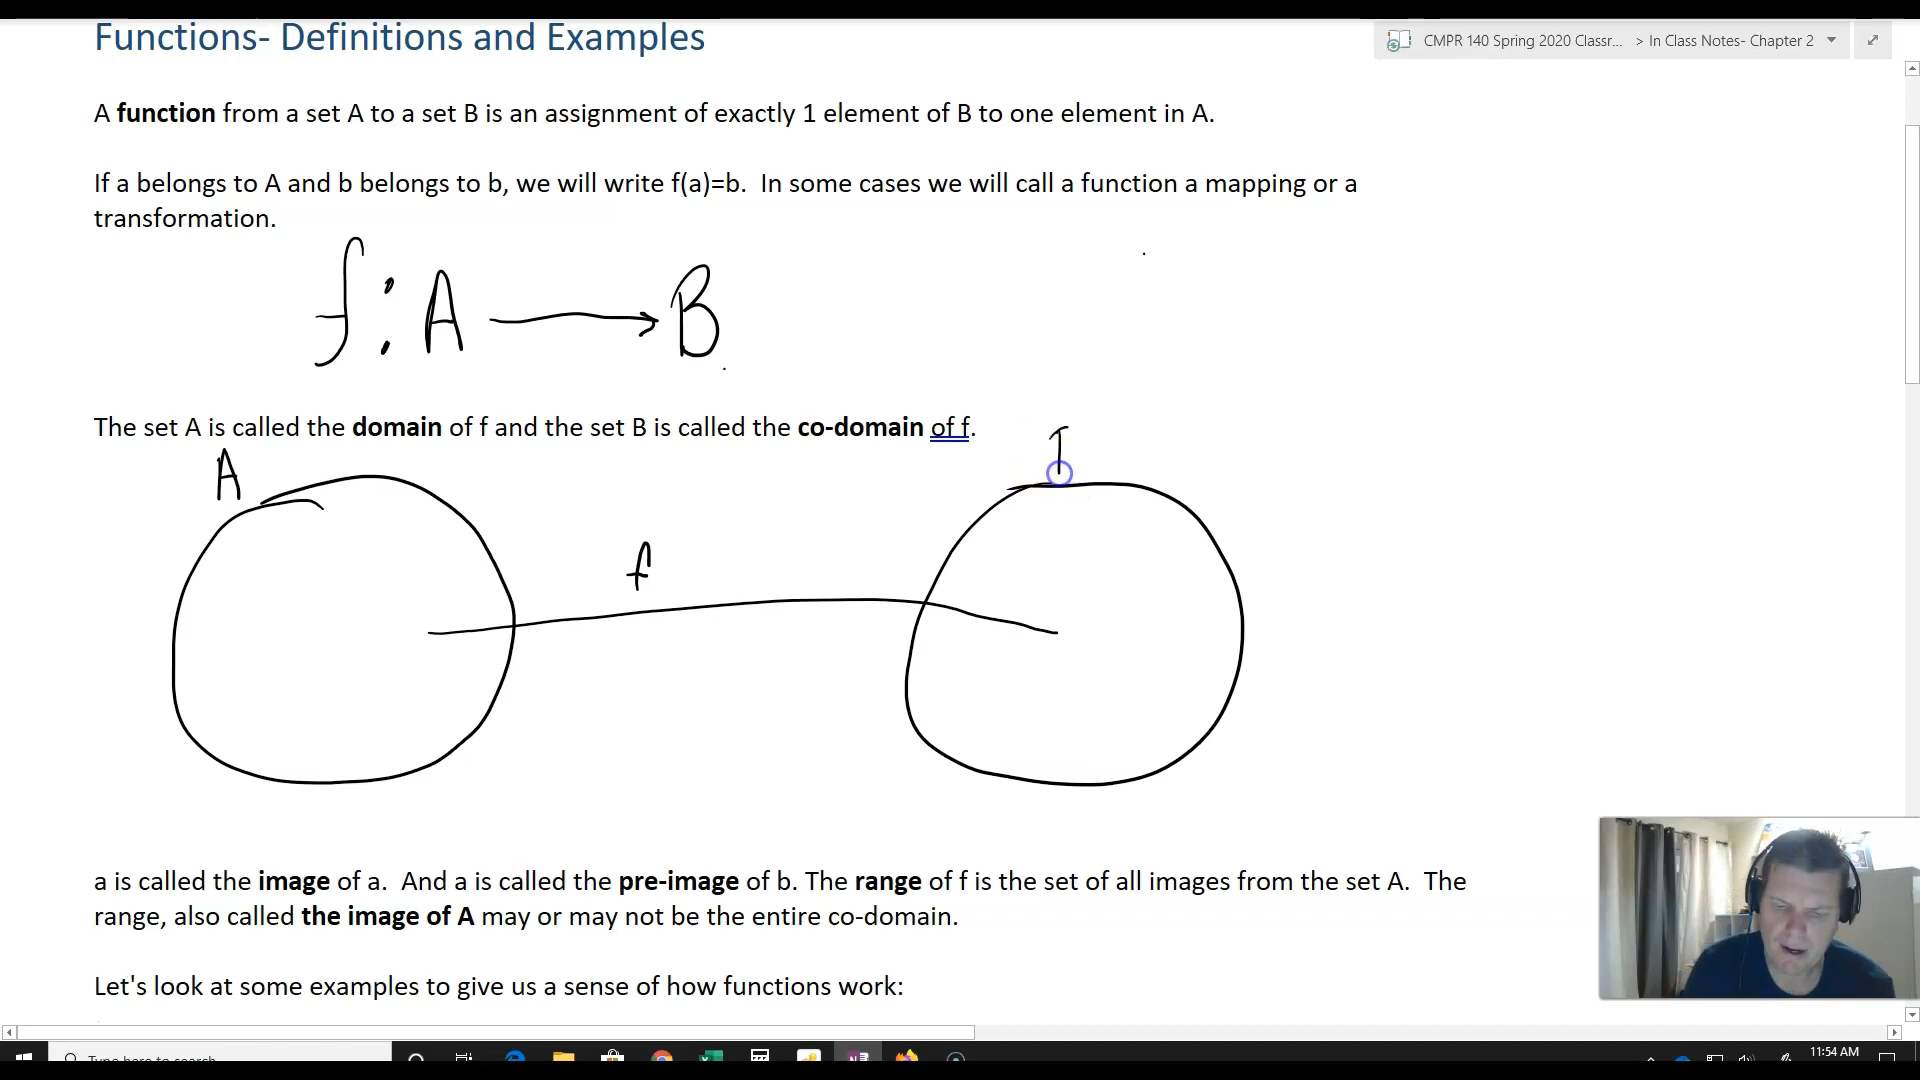 Functions- Definitions and Examples
CMPR 140 Spring 2020 Classr... > In Class Notes- Chapter 2
A function from a set A to a set B is an assignment of exactly 1 element of B to one element in A.
If a belongs to A and b belongs to b, we will write f(a)=b. In some cases we will call a function a mapping or a
transformation.
f : A → B
The set A is called the domain of f and the set B is called the co-domain of f.
A
f
a is called the image of a. And a is called the pre-image of b. The range of f is the set of all images from the set A. The
range, also called the image of A may or may not be the entire co-domain.
Let's look at some examples to give us a sense of how functions work:
Type here to search
11:54 AM